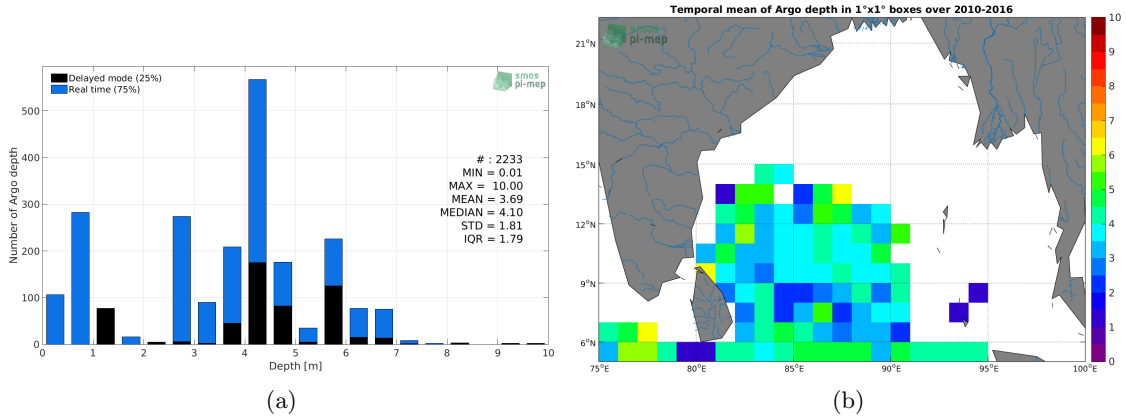 smos
pi-mep
Delayed mode (25%)
Real time (75%)
# : 2233
MIN = 0.01
MAX = 10.00
MEAN = 3.69
MEDIAN = 4.10
STD = 1.81
IQR = 1.79
Number of Argo depth
500
400
300
200
100
0
0 1 2 3 4 5 6 7 8 9 10
Depth [m]
(a)
Temporal mean of Argo depth in 1°x1° boxes over 2010-2016
smos
pi-mep
21°N
18°N
15°N
12°N
9°N
6°N
75°E 80°E 85°E 90°E 95°E 100°E
10
9
8
7
6
5
4
3
2
1
0
(b)